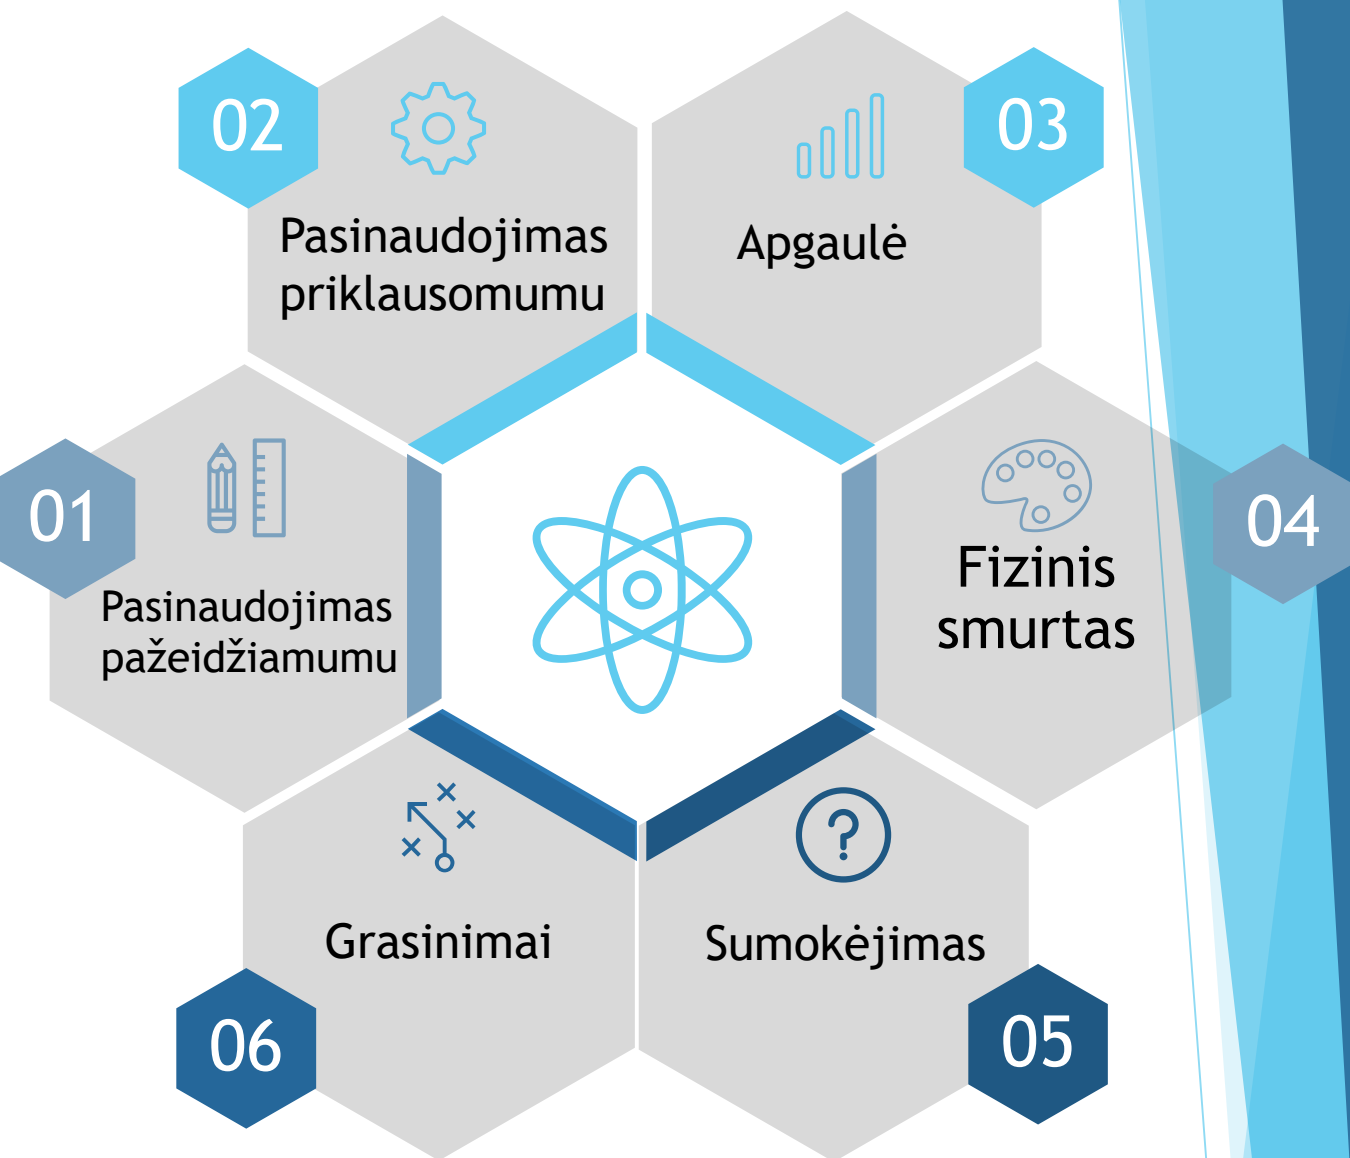 01
Pasinaudojimas
pažeidžiamumu
02
Pasinaudojimas
priklausomumu
03
Apgaulė
04
Fizinis
smurtas
05
Sumokėjimas
06
Grasinimai
?